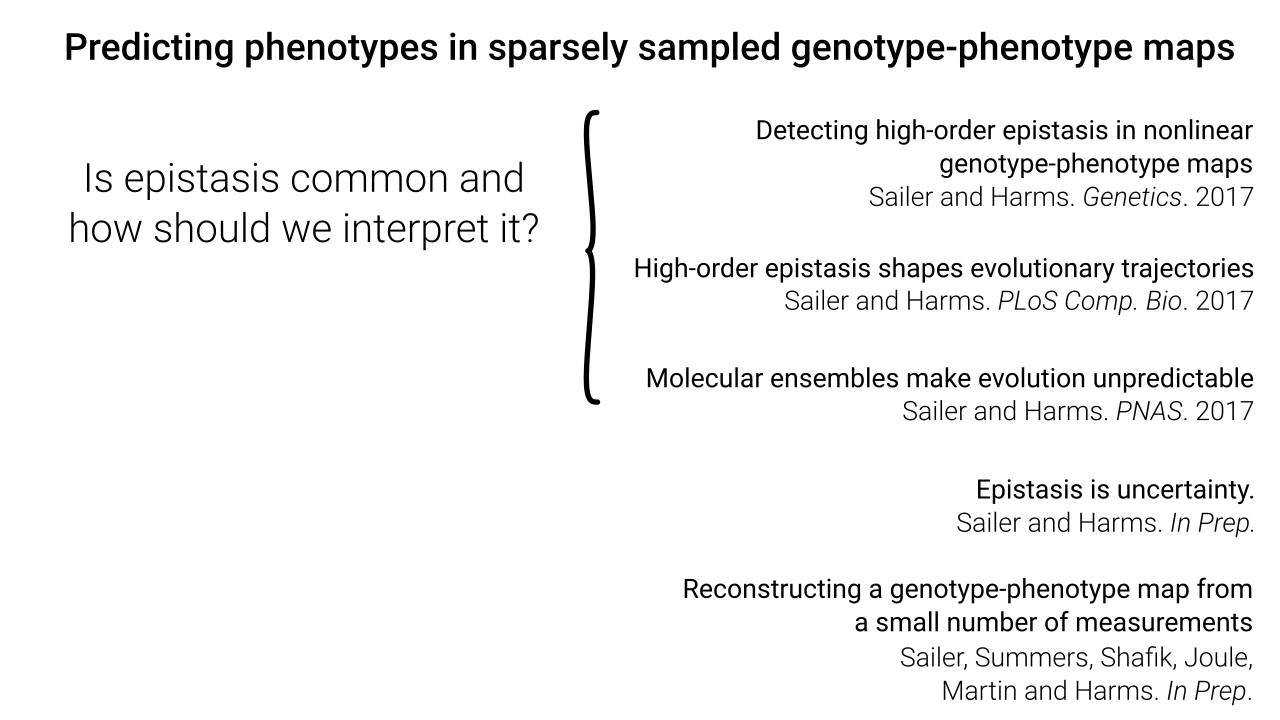 Predicting phenotypes in sparsely sampled genotype-phenotype maps
Is epistasis common and
how should we interpret it?
Detecting high-order epistasis in nonlinear
genotype-phenotype maps
Sailer and Harms. Genetics. 2017
High-order epistasis shapes evolutionary trajectories
Sailer and Harms. PLoS Comp. Bio. 2017
Molecular ensembles make evolution unpredictable
Sailer and Harms. PNAS. 2017
Epistasis is uncertainty.
Sailer and Harms. In Prep.
Reconstructing a genotype-phenotype map from
a small number of measurements
Sailer, Summers, Shafik, Joule,
Martin and Harms. In Prep.